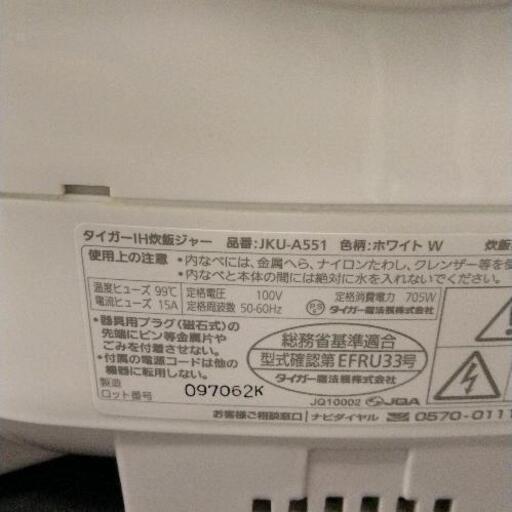 タイガーIH炊飯ジャー 品番:JKU-A551 色柄:ホワイト W 炊飯
使用上の注意
・内なべには、金属へら、ナイロンたわし、クレンザー等を使
・内なべと本体の間には絶対に水を入れないでください。
温度ヒューズ 99℃ 定格電圧 100V 定格消費電力 705W
電流ヒューズ 15A 定格周波数 50-60Hz PSE タイガー魔法瓶株式会社
・器具用プラグ(磁石式)の
先端にピン等金属片や
ごみを付着させない。
・付属の電源コードは他の
機器に転用しない。
総務省基準適合
型式確認第EFRU33号
タイガー魔法瓶株式会社
製造
ロット番号 097062K
JQ10002 JQA
お客様ご相談窓口 ナビダイヤル 0570-0111